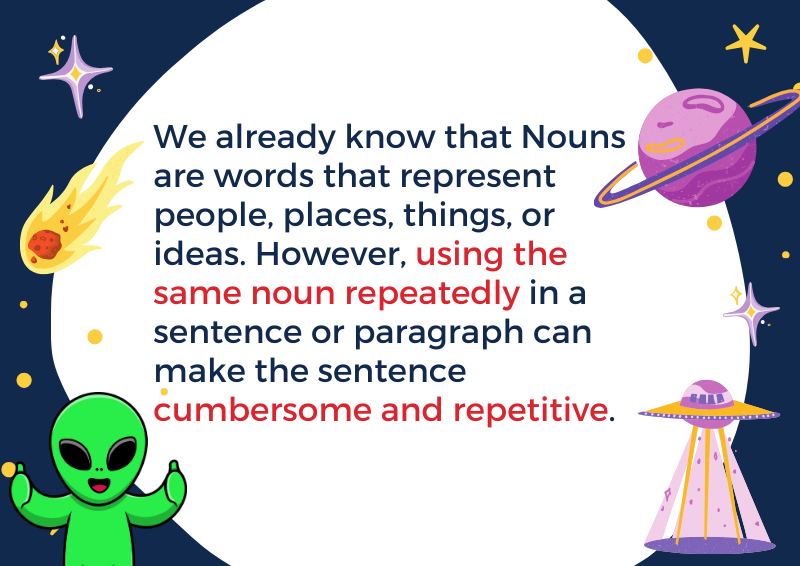 We already know that Nouns
are words that represent
people, places, things, or
ideas. However, using the
same noun repeatedly in a
sentence or paragraph can
make the sentence
cumbersome and repetitive.